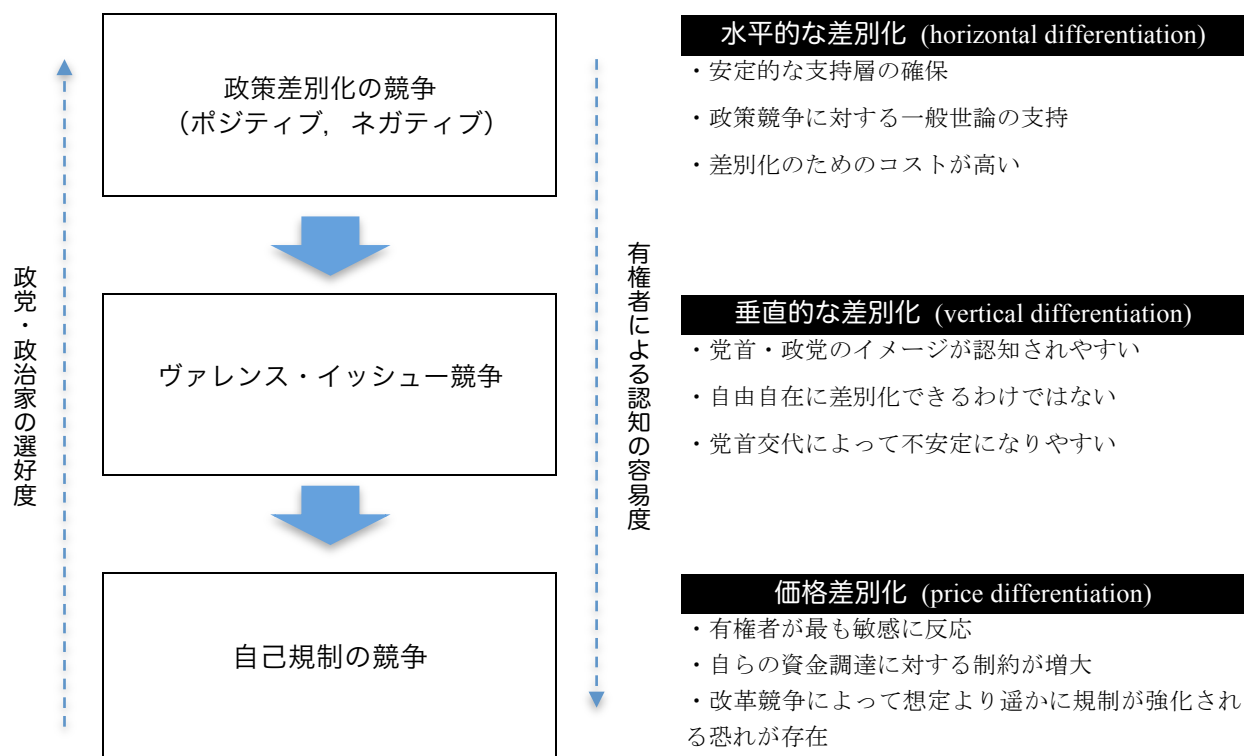 政策差別化の競争
（ポジティブ，ネガティブ）
ヴァレンス・イッシュー競争
自己規制の競争
政党・政治家の選好度
有権者による認知の容易度
水平的な差別化 (horizontal differentiation)
・安定的な支持層の確保
・政策競争に対する一般世論の支持
・差別化のためのコストが高い
垂直的な差別化 (vertical differentiation)
・党首・政党のイメージが認知されやすい
・自由自在に差別化できるわけではない
・党首交代によって不安定になりやすい
価格差別化 (price differentiation)
・有権者が最も敏感に反応
・自らの資金調達に対する制約が増大
・改革競争によって想定より遥かに規制が強化され
る恐れが存在